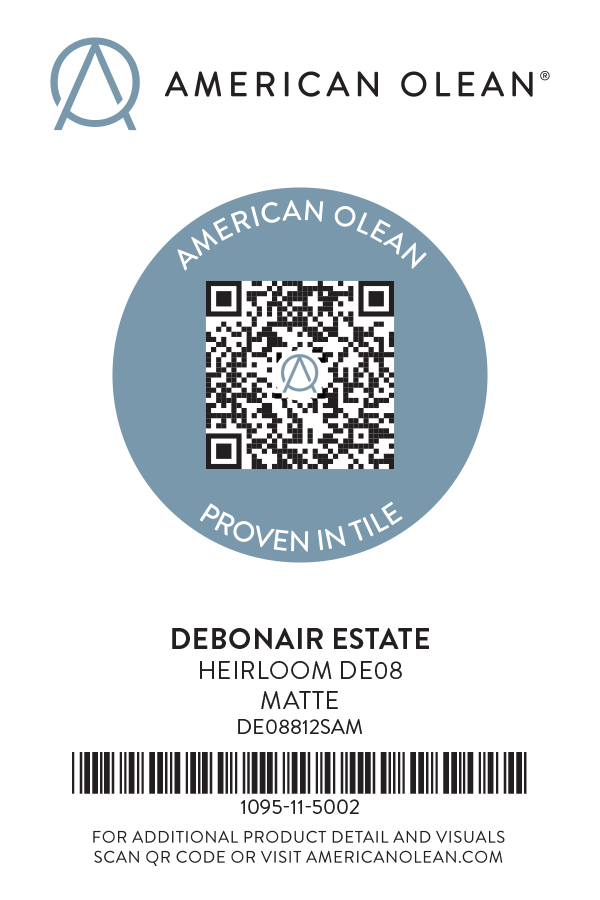 AMERICAN OLEAN®
AMERICAN OLEAN
PROVEN IN TILE
DEBONAIR ESTATE
HEIRLOOM DE08
MATTE
DE08812SAM
1095-11-5002
FOR ADDITIONAL PRODUCT DETAIL AND VISUALS
SCAN QR CODE OR VISIT AMERICANOLEAN.COM